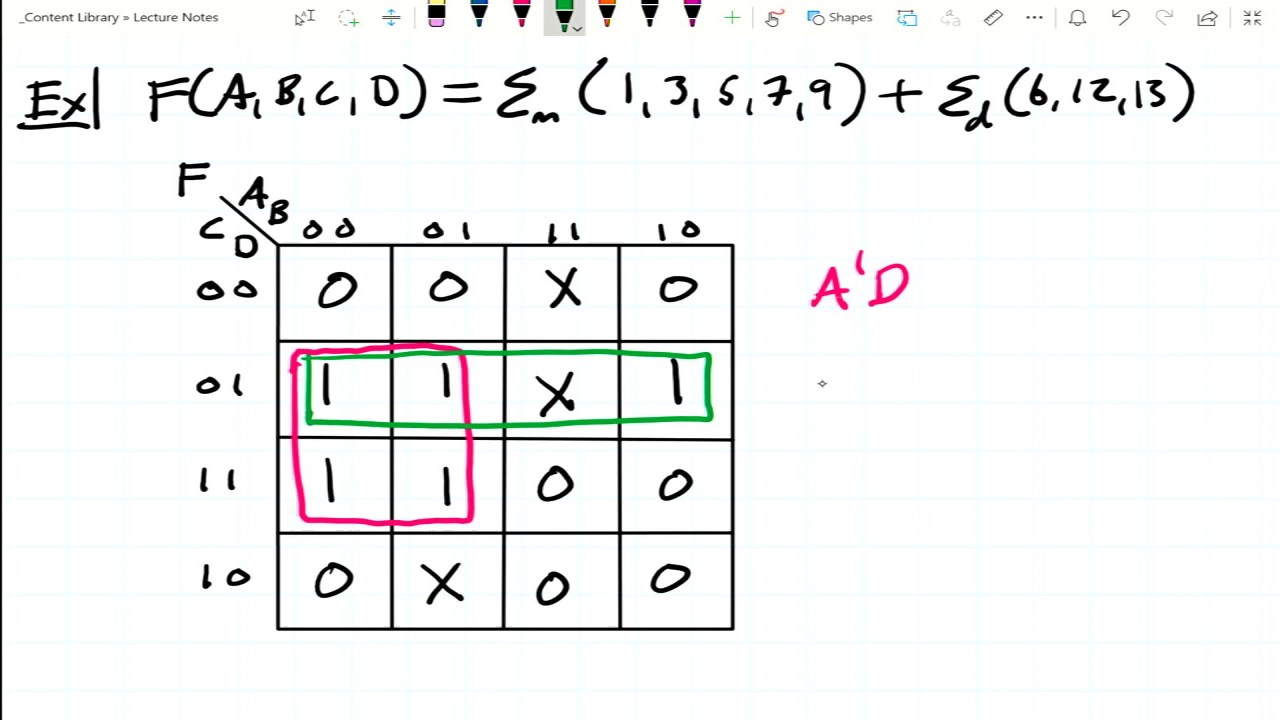 _Content Library » Lecture Notes
Shapes
Ex| F(A, B, C, D) = Σm (1, 3, 5, 7, 9) + Σd (6, 12, 13)
F
AB
CD 00 01 11 10
00 0 0 X 0
A'D
01 1 1 X 1
11 1 1 0 0
10 0 X 0 0